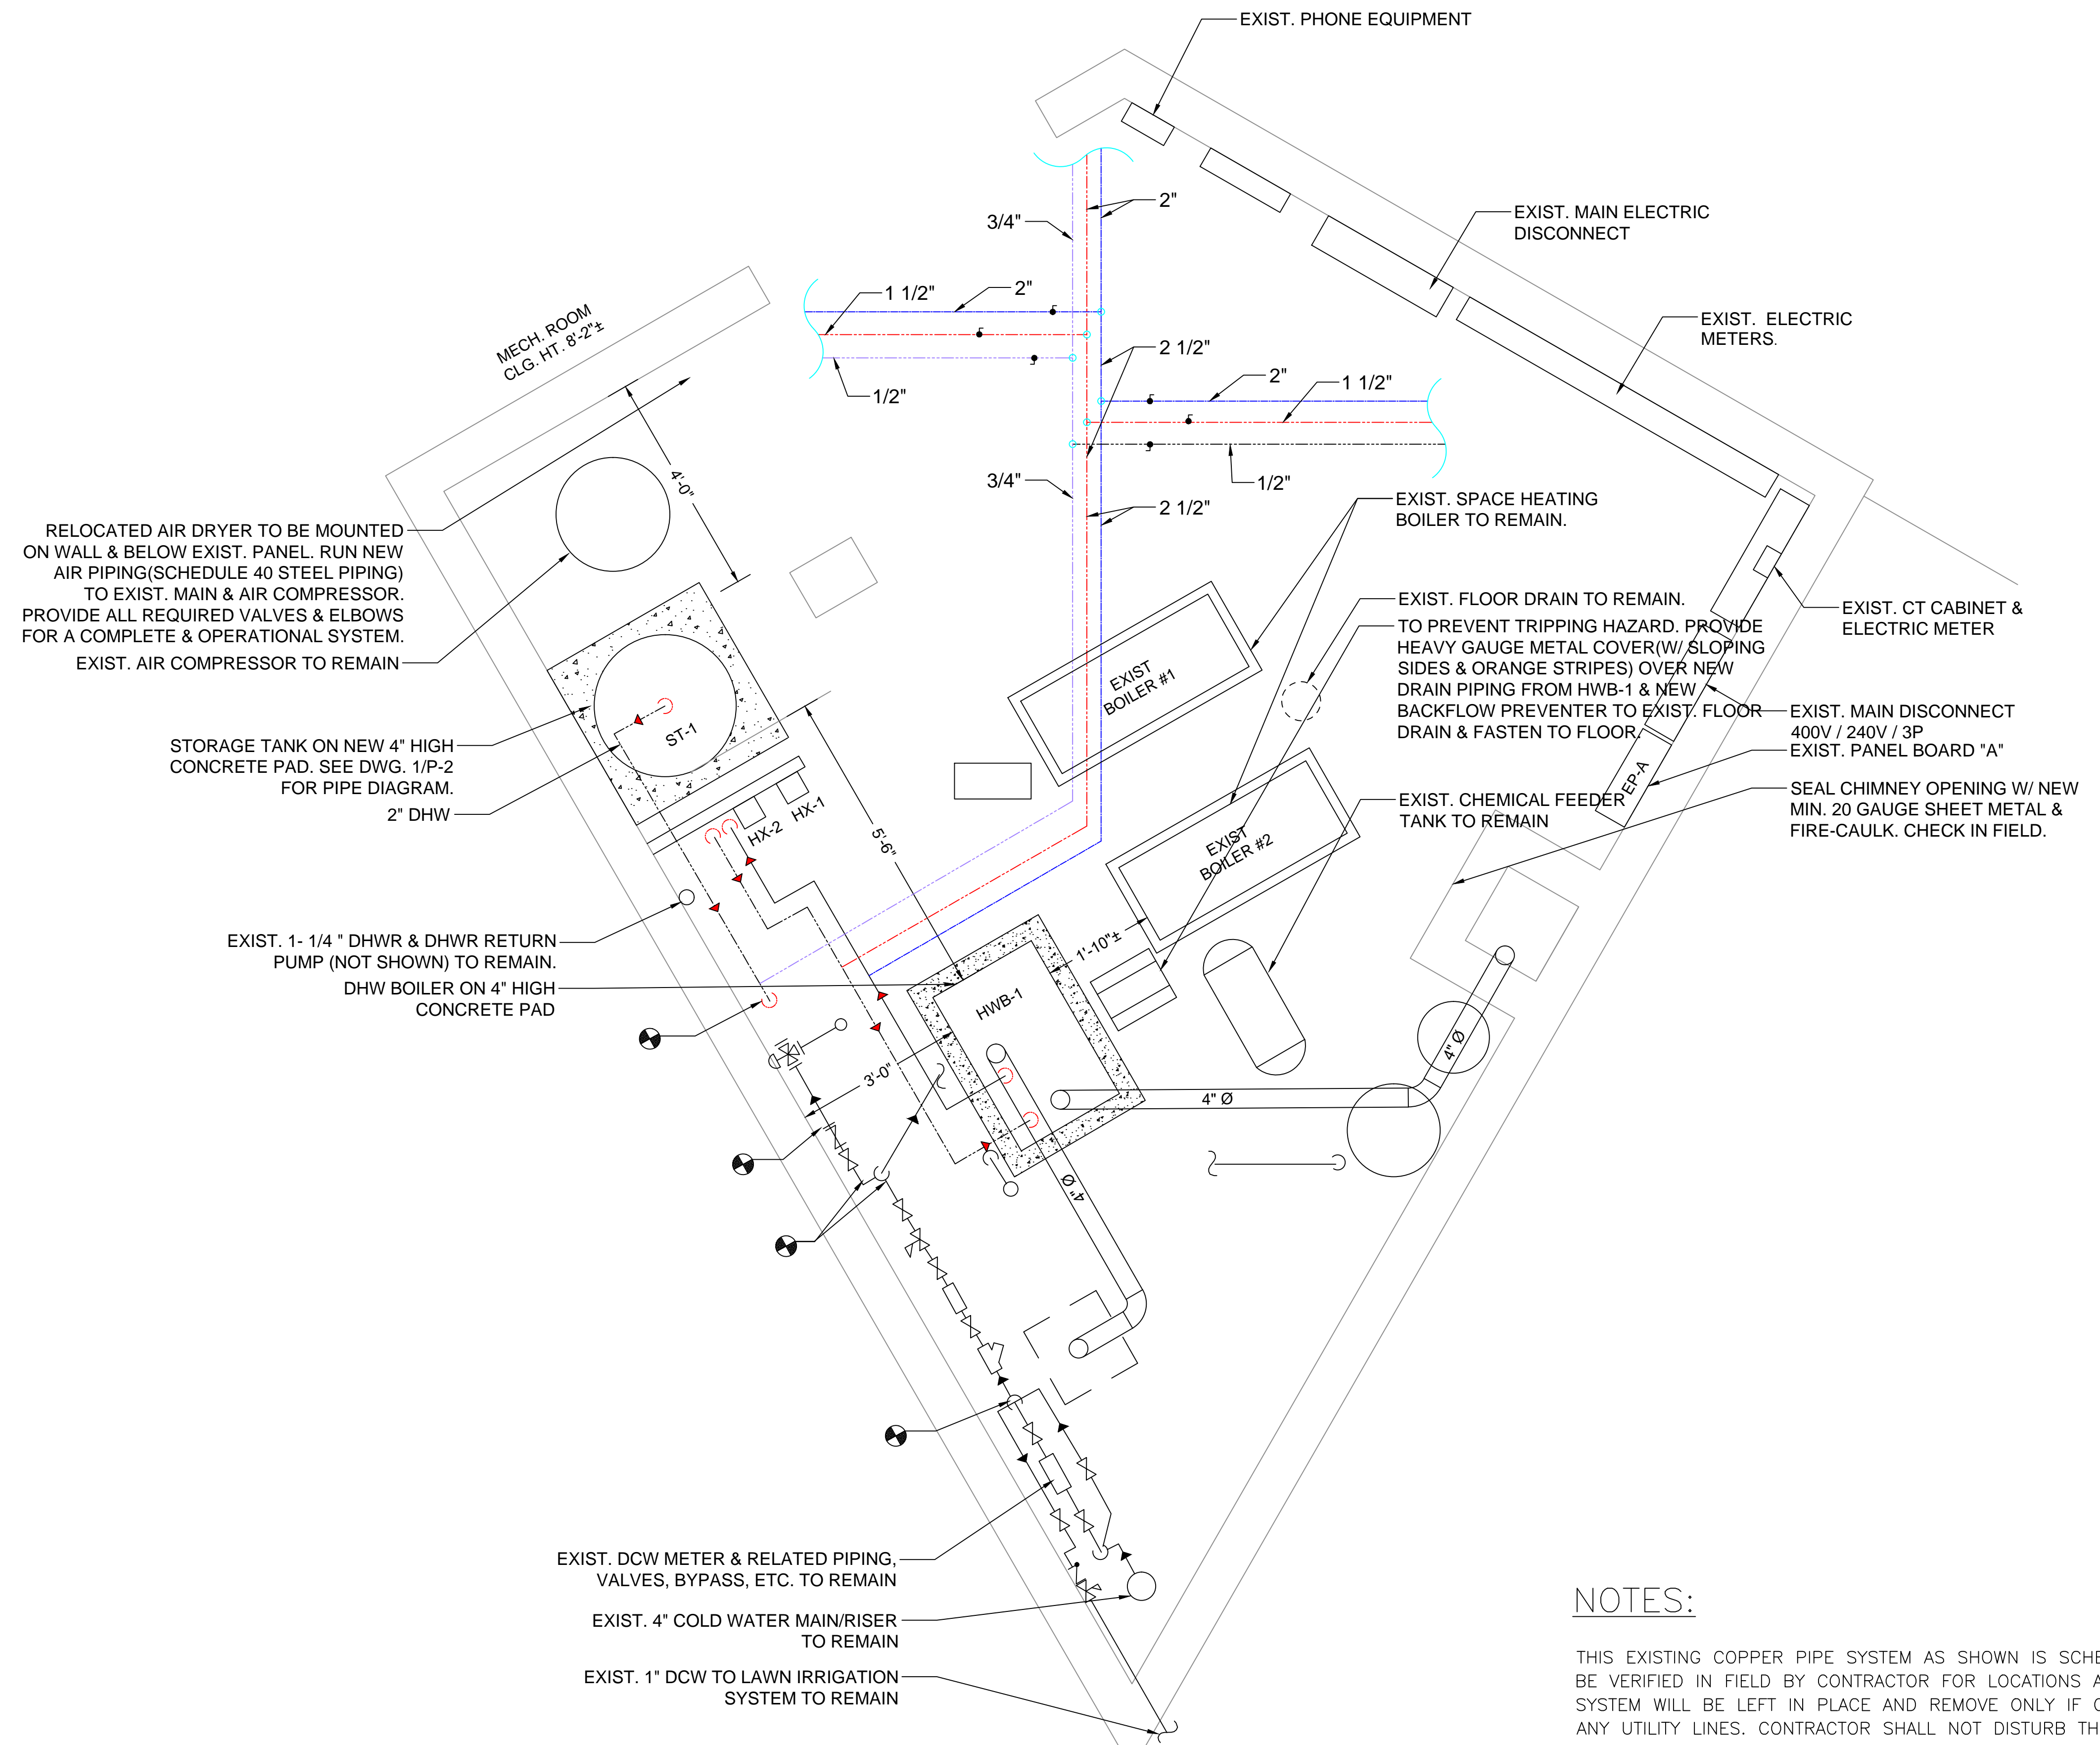 EXIST. PHONE EQUIPMENT
2"
3/4"
EXIST. MAIN ELECTRIC
DISCONNECT
1 1/2"
2"
MECH. ROOM
CLG. HT. 8'-2"±
EXIST.  ELECTRIC
METERS.
2 1/2"
2"
1 1/2"
1/2"
4'-0"
3/4"
1/2"
2 1/2"
EXIST. SPACE HEATING
BOILER TO REMAIN.
RELOCATED AIR DRYER TO BE MOUNTED
ON WALL & BELOW EXIST. PANEL. RUN NEW
AIR PIPING(SCHEDULE 40 STEEL PIPING)
TO EXIST. MAIN & AIR COMPRESSOR.
PROVIDE ALL REQUIRED VALVES & ELBOWS
FOR A COMPLETE & OPERATIONAL SYSTEM.
EXIST. AIR COMPRESSOR TO REMAIN
EXIST. FLOOR DRAIN TO REMAIN.
TO PREVENT TRIPPING HAZARD. PROVIDE
HEAVY GAUGE METAL COVER(W/ SLOPING
SIDES & ORANGE STRIPES) OVER NEW
DRAIN PIPING FROM HWB-1 & NEW
BACKFLOW PREVENTER TO EXIST. FLOOR
DRAIN & FASTEN TO FLOOR.
EXIST. CT CABINET &
ELECTRIC METER
EXIST
BOILER #1
EXIST. MAIN DISCONNECT
400V / 240V / 3P
EXIST. PANEL BOARD "A"
EP-A
ST-1
STORAGE TANK ON NEW 4" HIGH
CONCRETE PAD. SEE DWG. 1/P-2
FOR PIPE DIAGRAM.
2" DHW
HX-2
HX-1
5'-6"
EXIST. CHEMICAL FEEDER
TANK TO REMAIN
SEAL CHIMNEY OPENING W/ NEW
MIN. 20 GAUGE SHEET METAL &
FIRE-CAULK. CHECK IN FIELD.
EXIST
BOILER #2
EXIST. 1- 1/4 " DHWR & DHWR RETURN
PUMP (NOT SHOWN) TO REMAIN.
DHW BOILER ON 4" HIGH
CONCRETE PAD
1'-10"±
HWB-1
3'-0"
4" Ø
4" Ø
4" Ø
EXIST. DCW METER & RELATED PIPING,
VALVES, BYPASS, ETC. TO REMAIN
EXIST. 4" COLD WATER MAIN/RISER
TO REMAIN
EXIST. 1" DCW TO LAWN IRRIGATION
SYSTEM TO REMAIN
NOTES:
THIS EXISTING COPPER PIPE SYSTEM AS SHOWN IS
BE VERIFIED IN FIELD BY CONTRACTOR FOR LOCATIONS
SYSTEM WILL BE LEFT IN PLACE AND REMOVE ONLY IF
ANY UTILITY LINES. CONTRACTOR SHALL NOT DISTURB